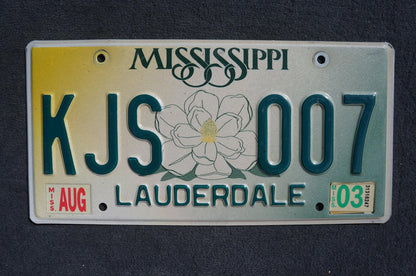 MISSISSIPPI
KJS 007
MISS. AUG
LAUDERDALE
MISS. 03